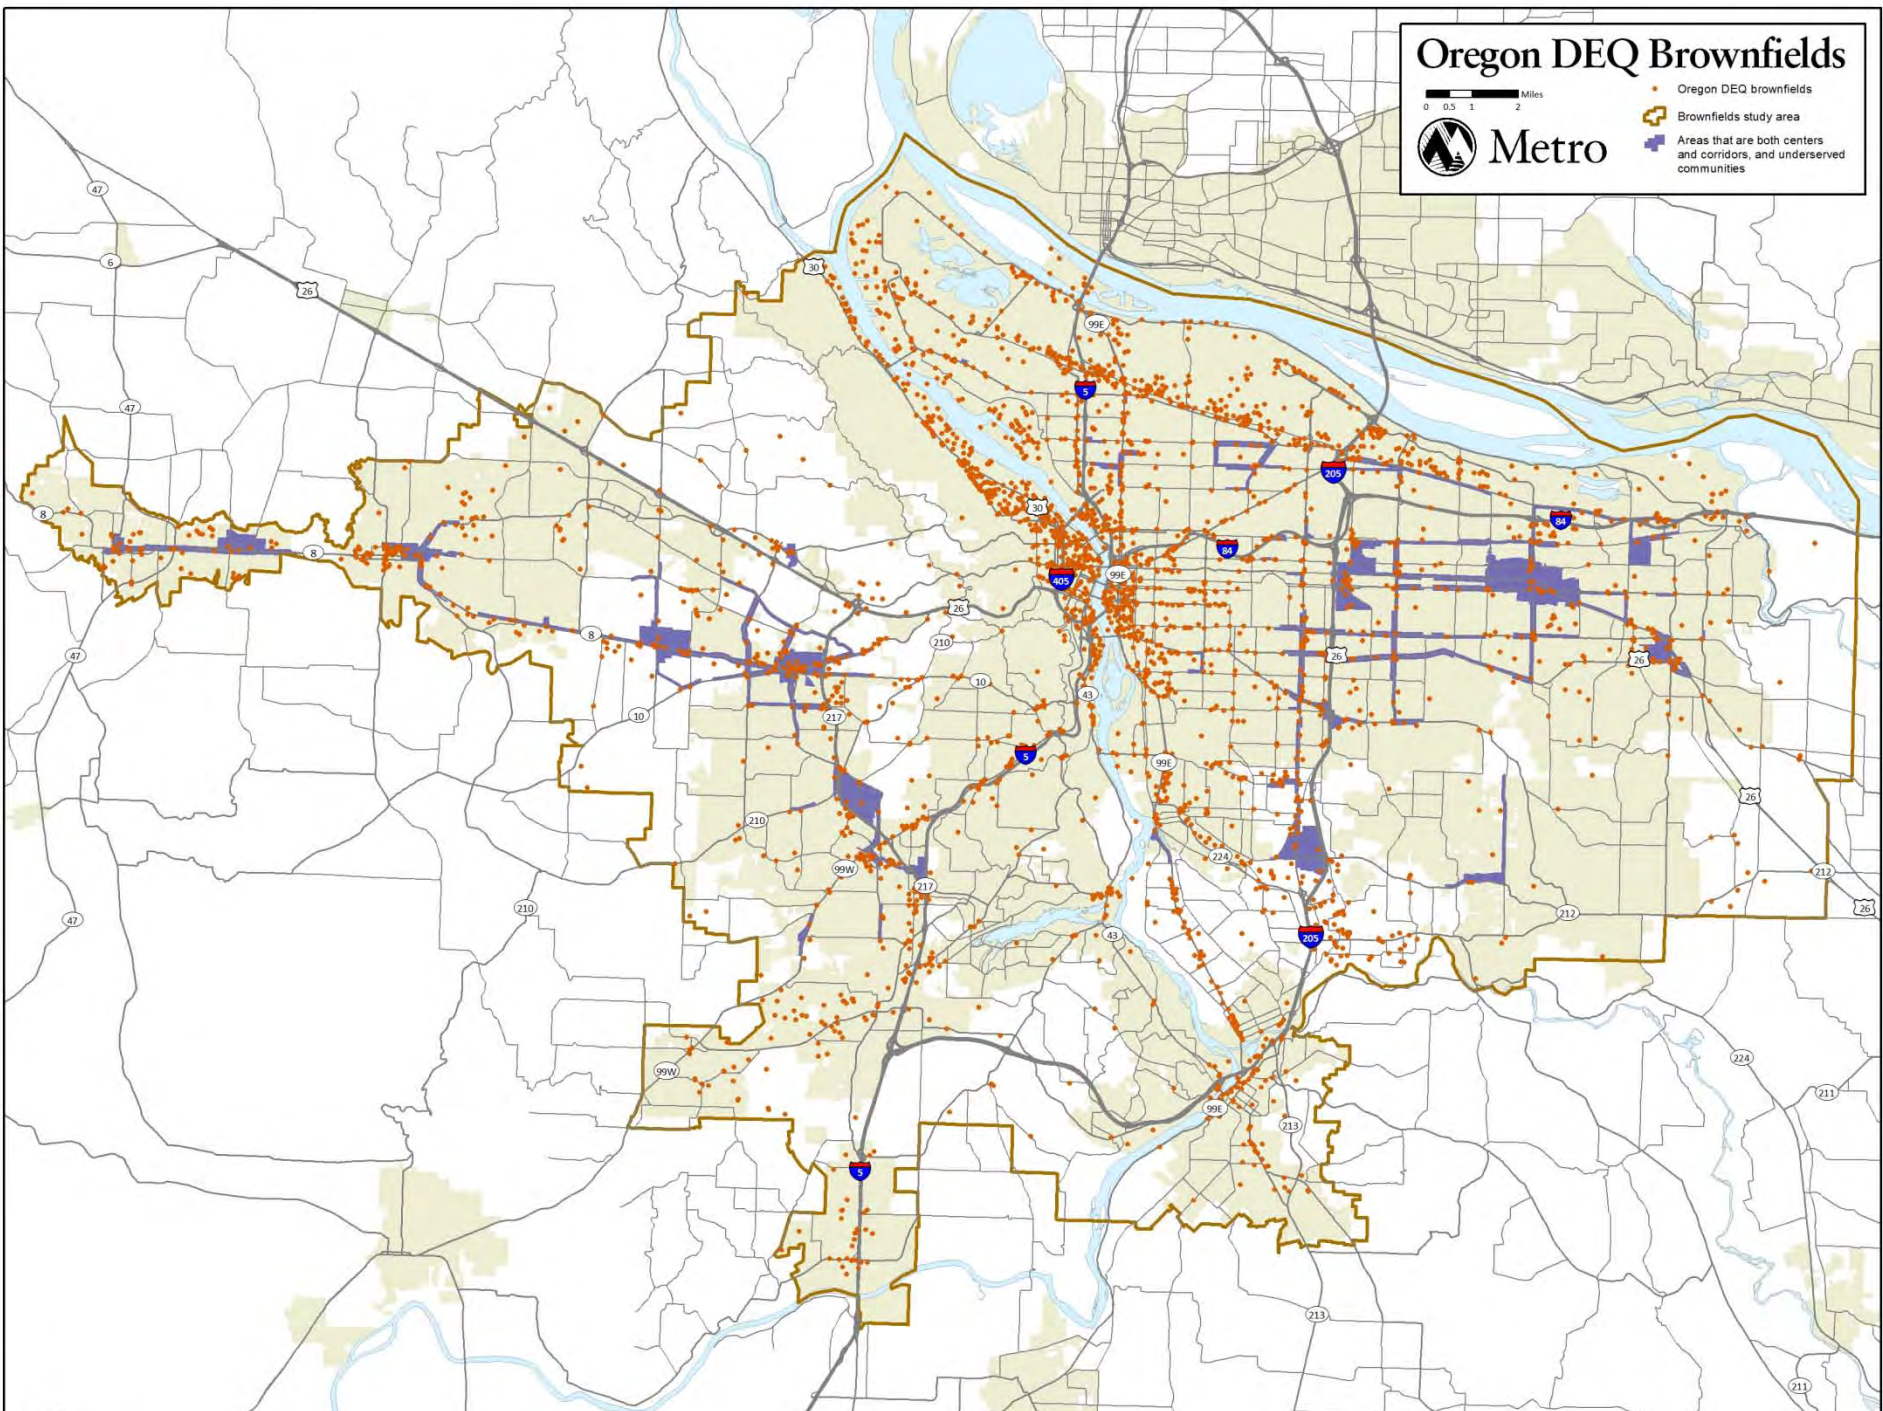 Oregon DEQ Brownfields
Miles
0 0.5 1 2
Metro
Oregon DEQ brownfields
Brownfields study area
Areas that are both centers
and corridors, and underserved
communities
47
6
26
30
99E
47
5
205
8
30
84
8
84
405
99E
26
8
210
26
26
47
10
43
10
217
5
99E
26
210
224
99W
217
212
47
210
212
26
43
205
224
99W
211
99E
213
5
213
211